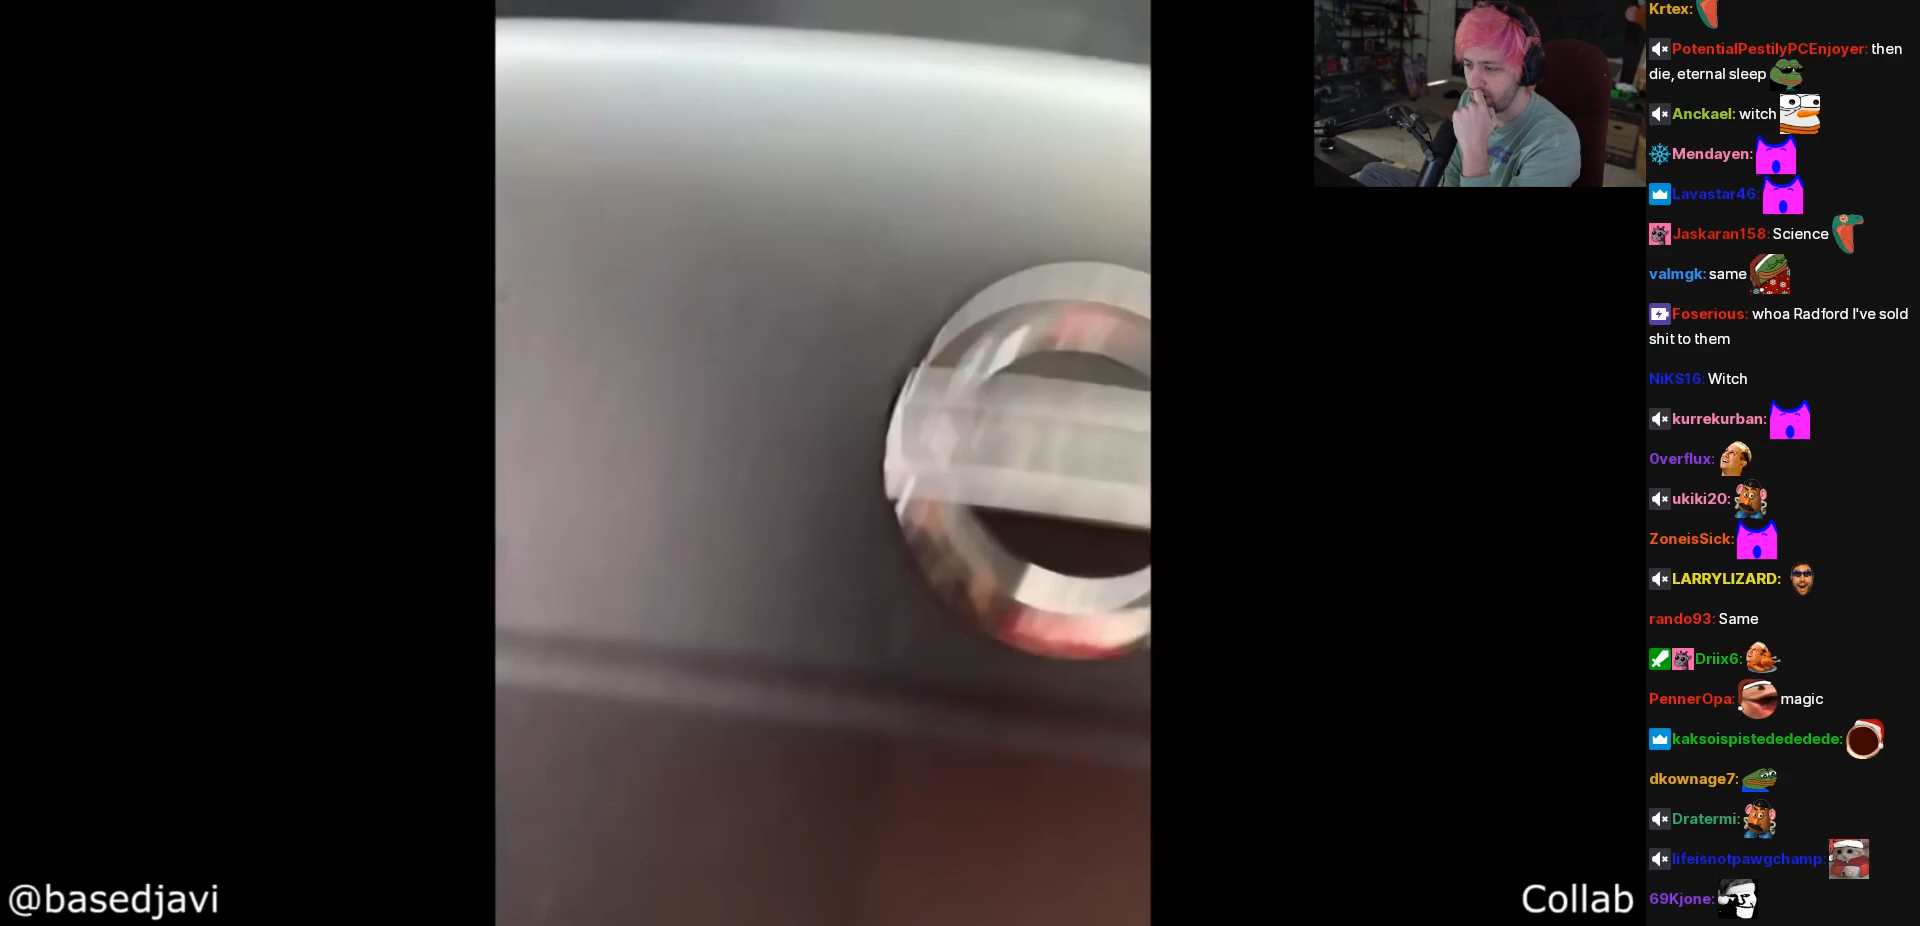 Krtex:
PotentialPestilyPCEnjoyer: then
die, eternal sleep
Anckael: witch
Mendayen:
Lavastar46:
Jaskaran158: Science
valmgk: same
Foserious: whoa Radford I've sold
shit to them
NiKS16: Witch
kurrekurban:
0verflux:
ukiki20:
ZoneisSick:
LARRYLIZARD:
rando93: Same
Driix6:
PennerOpa: magic
kaksoispistedededede:
dkownage7:
Dratermi:
lifeisnotpawgchamp:
69Kjone:
@basedjavi
Collab